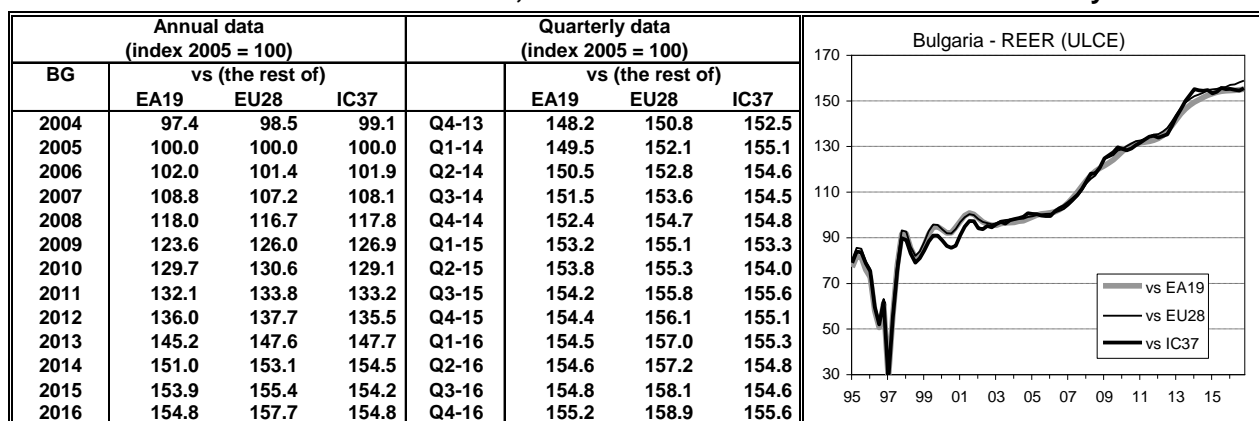 Annual data Quarterly data
(index 2005 = 100) (index 2005 = 100)
BG vs (the rest of) vs (the rest of)
EA19 EU28 IC37 EA19 EU28 IC37
2004 97.4 98.5 99.1 Q4-13 148.2 150.8 152.5
2005 100.0 100.0 100.0 Q1-14 149.5 152.1 155.1
2006 102.0 101.4 101.9 Q2-14 150.5 152.8 154.6
2007 108.8 107.2 108.1 Q3-14 151.5 153.6 154.5
2008 118.0 116.7 117.8 Q4-14 152.4 154.7 154.8
2009 123.6 126.0 126.9 Q1-15 153.2 155.1 153.3
2010 129.7 130.6 129.1 Q2-15 153.8 155.3 154.0
2011 132.1 133.8 133.2 Q3-15 154.2 155.8 155.6
2012 136.0 137.7 135.5 Q4-15 154.4 156.1 155.1
2013 145.2 147.6 147.7 Q1-16 154.5 157.0 155.3
2014 151.0 153.1 154.5 Q2-16 154.6 157.2 154.8
2015 153.9 155.4 154.2 Q3-16 154.8 158.1 154.6
2016 154.8 157.7 154.8 Q4-16 155.2 158.9 155.6
Bulgaria - REER (ULCE)
170
150
130
110
90
70
50
30
vs EA19
vs EU28
vs IC37
95 97 99 01 03 05 07 09 11 13 15